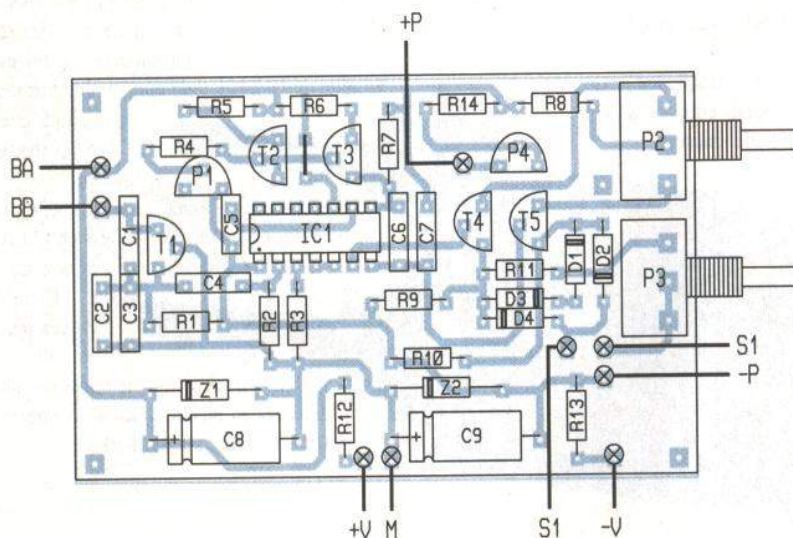 +P
R5
R6
R14
R8
R4
T2
T3
R7
P4
P2
BA
P1
BB
C1
T1
C5
IC1
C6
C7
T4
T5
D1
D2
P3
R11
C2
C3
C4
R1
R2
R3
R9
D3
D4
R10
S1
-P
Z1
Z2
R12
R13
+
C8
+
C9
+V
M
S1
-V